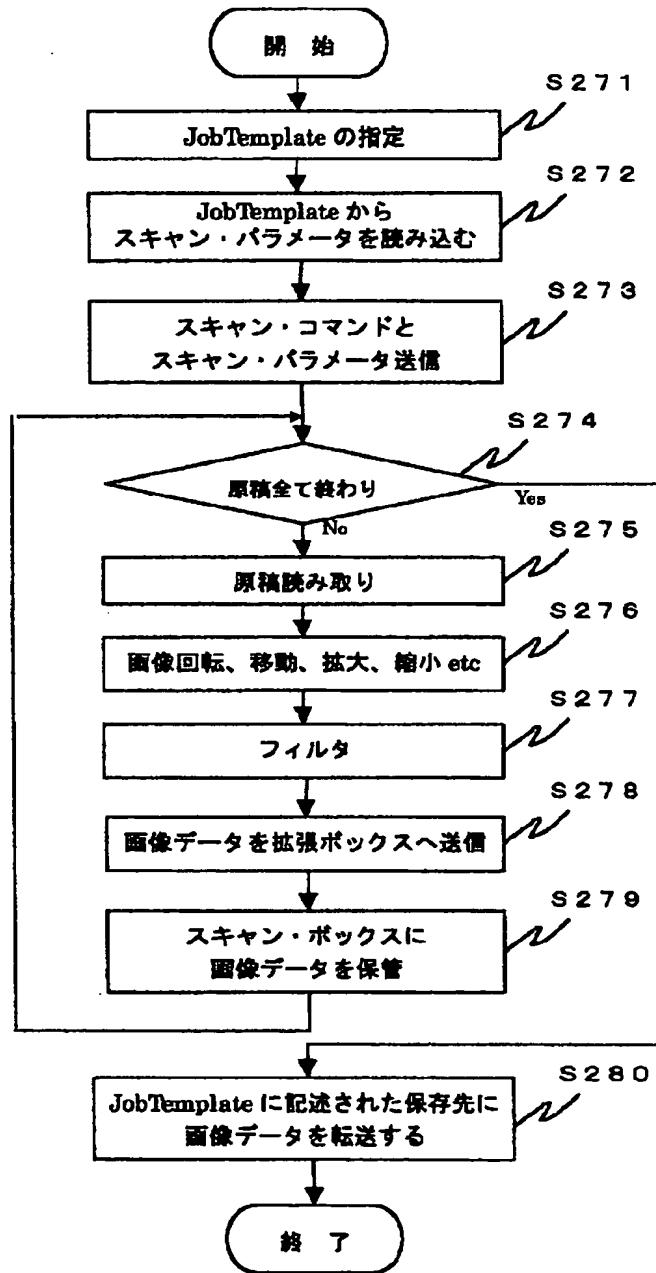 開 始
S271
JobTemplate の指定
S272
JobTemplate から
スキャン・パラメータを読み込む
S273
スキャン・コマンドと
スキャン・パラメータ送信
S274
原稿全て終わり
Yes
No
S275
原稿読み取り
S276
画像回転、移動、拡大、縮小 etc
S277
フィルタ
S278
画像データを拡張ボックスへ送信
S279
スキャン・ボックスに
画像データを保管
S280
JobTemplate に記述された保存先に
画像データを転送する
終 了